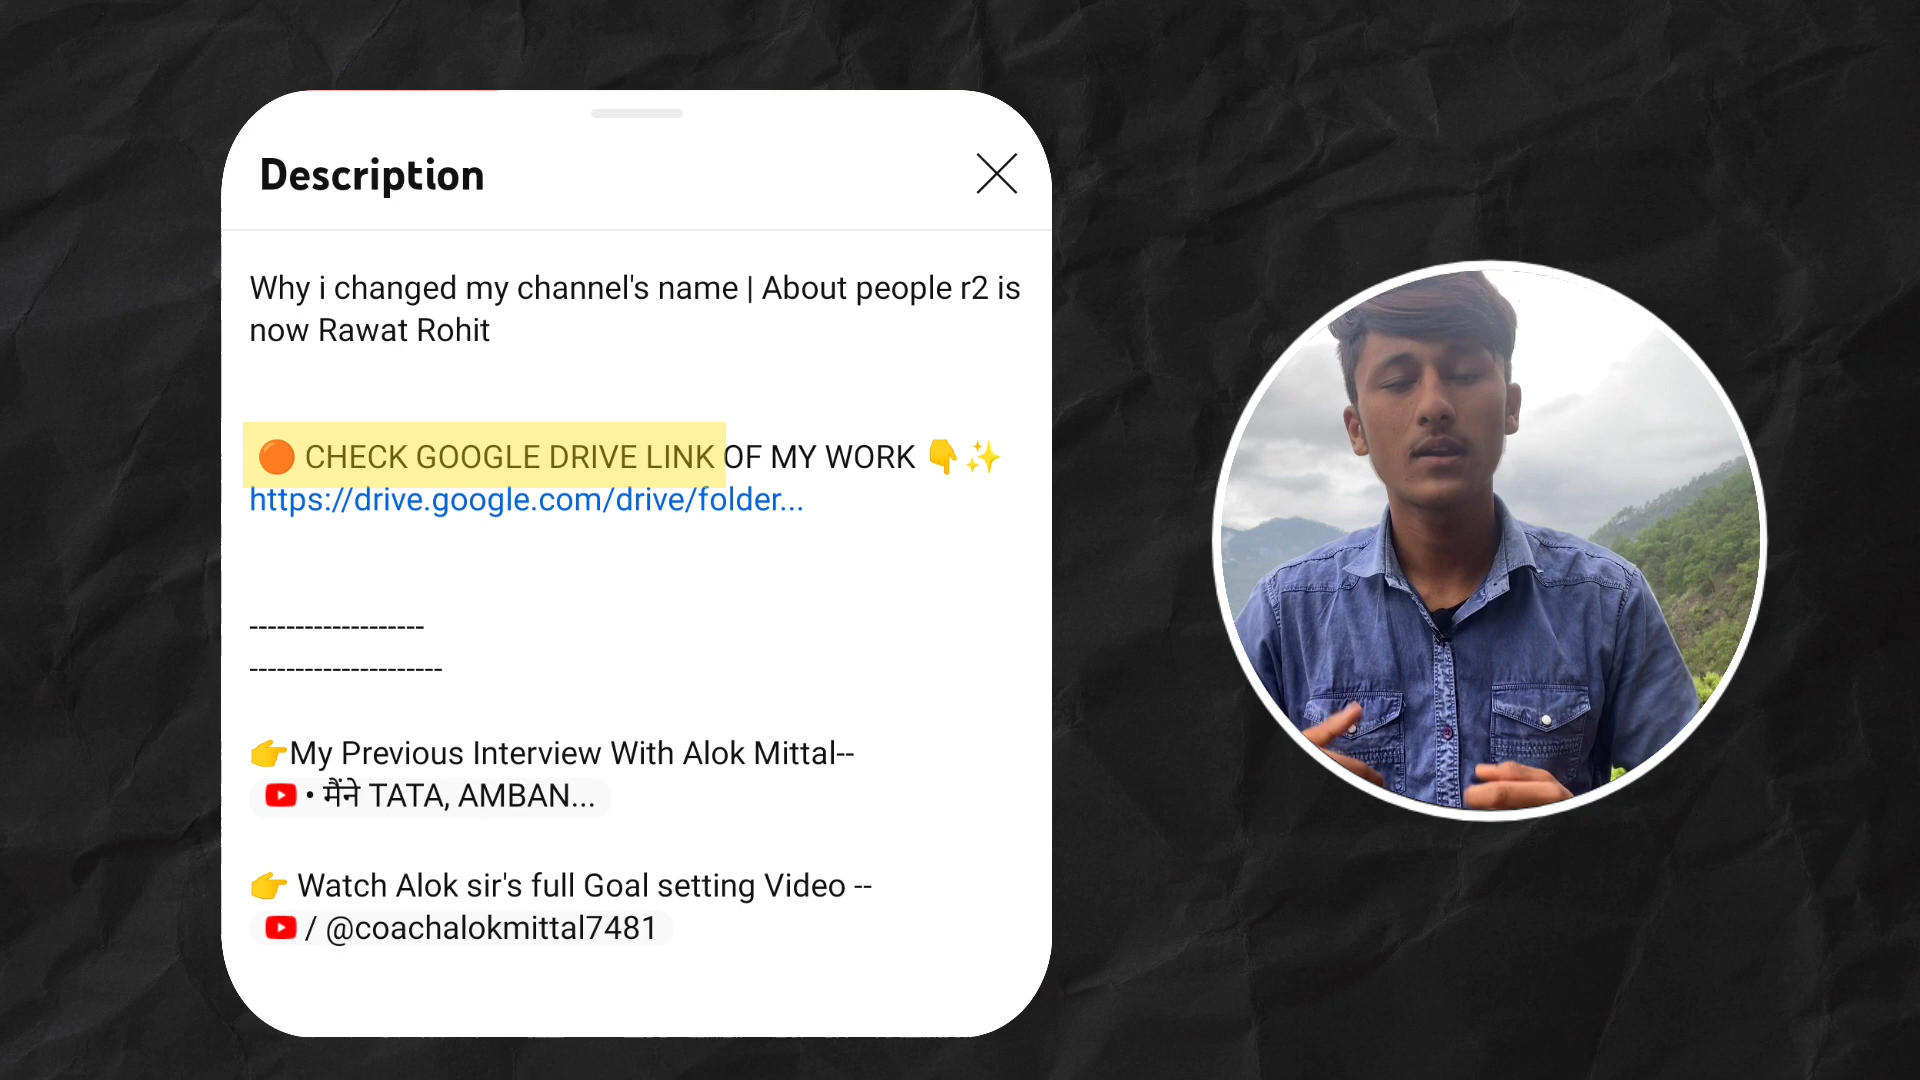 Description
Why i changed my channel's name | About people r2 is
now Rawat Rohit
🟠 CHECK GOOGLE DRIVE LINK OF MY WORK 👇✨
https://drive.google.com/drive/folder...
-------------------
---------------------
👉My Previous Interview With Alok Mittal--
• मैंने TATA, AMBAN...
👉 Watch Alok sir's full Goal setting Video --
/ @coachalokmittal7481